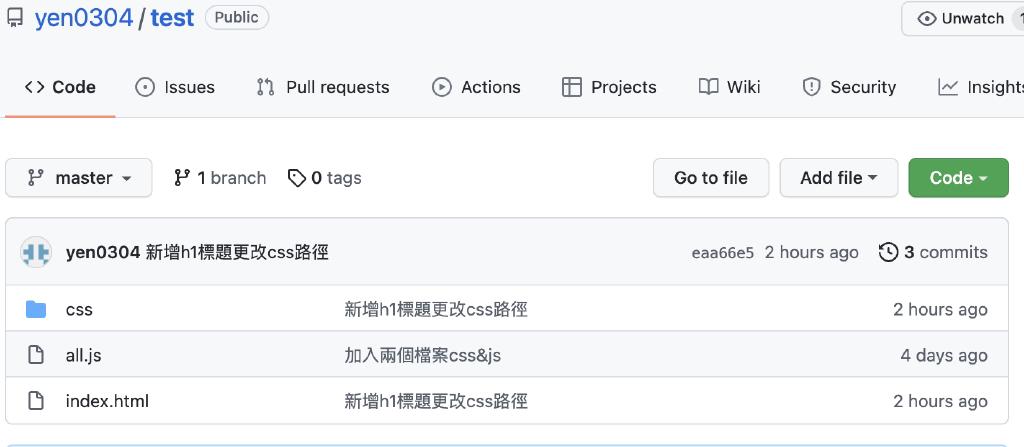 yen0304/test Public Unwatch 1
Code Issues Pull requests Actions Projects Wiki Security Insights
master 1 branch 0 tags Go to file Add file Code
yen0304 新增h1標題更改css路徑 eaa66e5 2 hours ago 3 commits
css 新增h1標題更改css路徑 2 hours ago
all.js 加入兩個檔案css&js 4 days ago
index.html 新增h1標題更改css路徑 2 hours ago